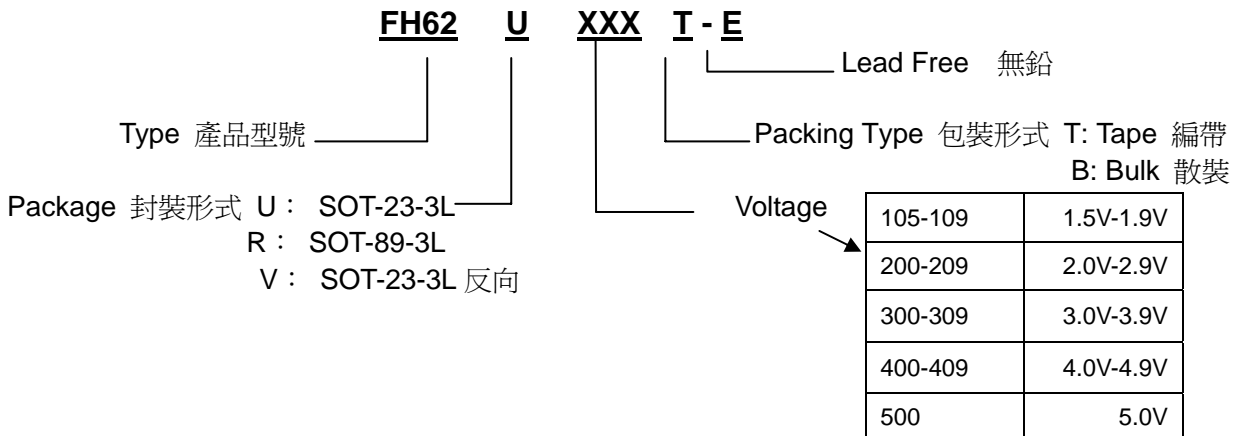 FH62 U XXX T - E
Lead Free 無鉛
Type 產品型號
Packing Type 包裝形式 T: Tape 編帶
B: Bulk 散裝
Package 封裝形式 U： SOT-23-3L
R： SOT-89-3L
V： SOT-23-3L 反向
Voltage
105-109 1.5V-1.9V
200-209 2.0V-2.9V
300-309 3.0V-3.9V
400-409 4.0V-4.9V
500 5.0V